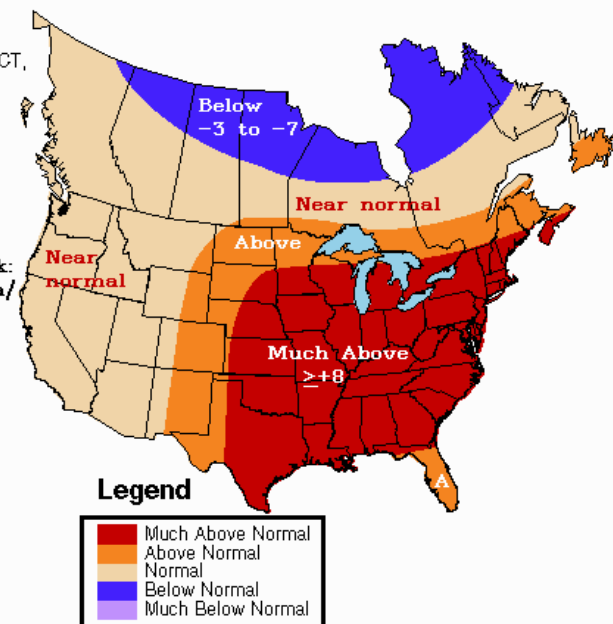 CT,
Below
-3 to -7
Near normal
Above
k:
Near
a/
normal
Much Above
≥+8
A
Legend
Much Above Normal
Above Normal
Normal
Below Normal
Much Below Normal